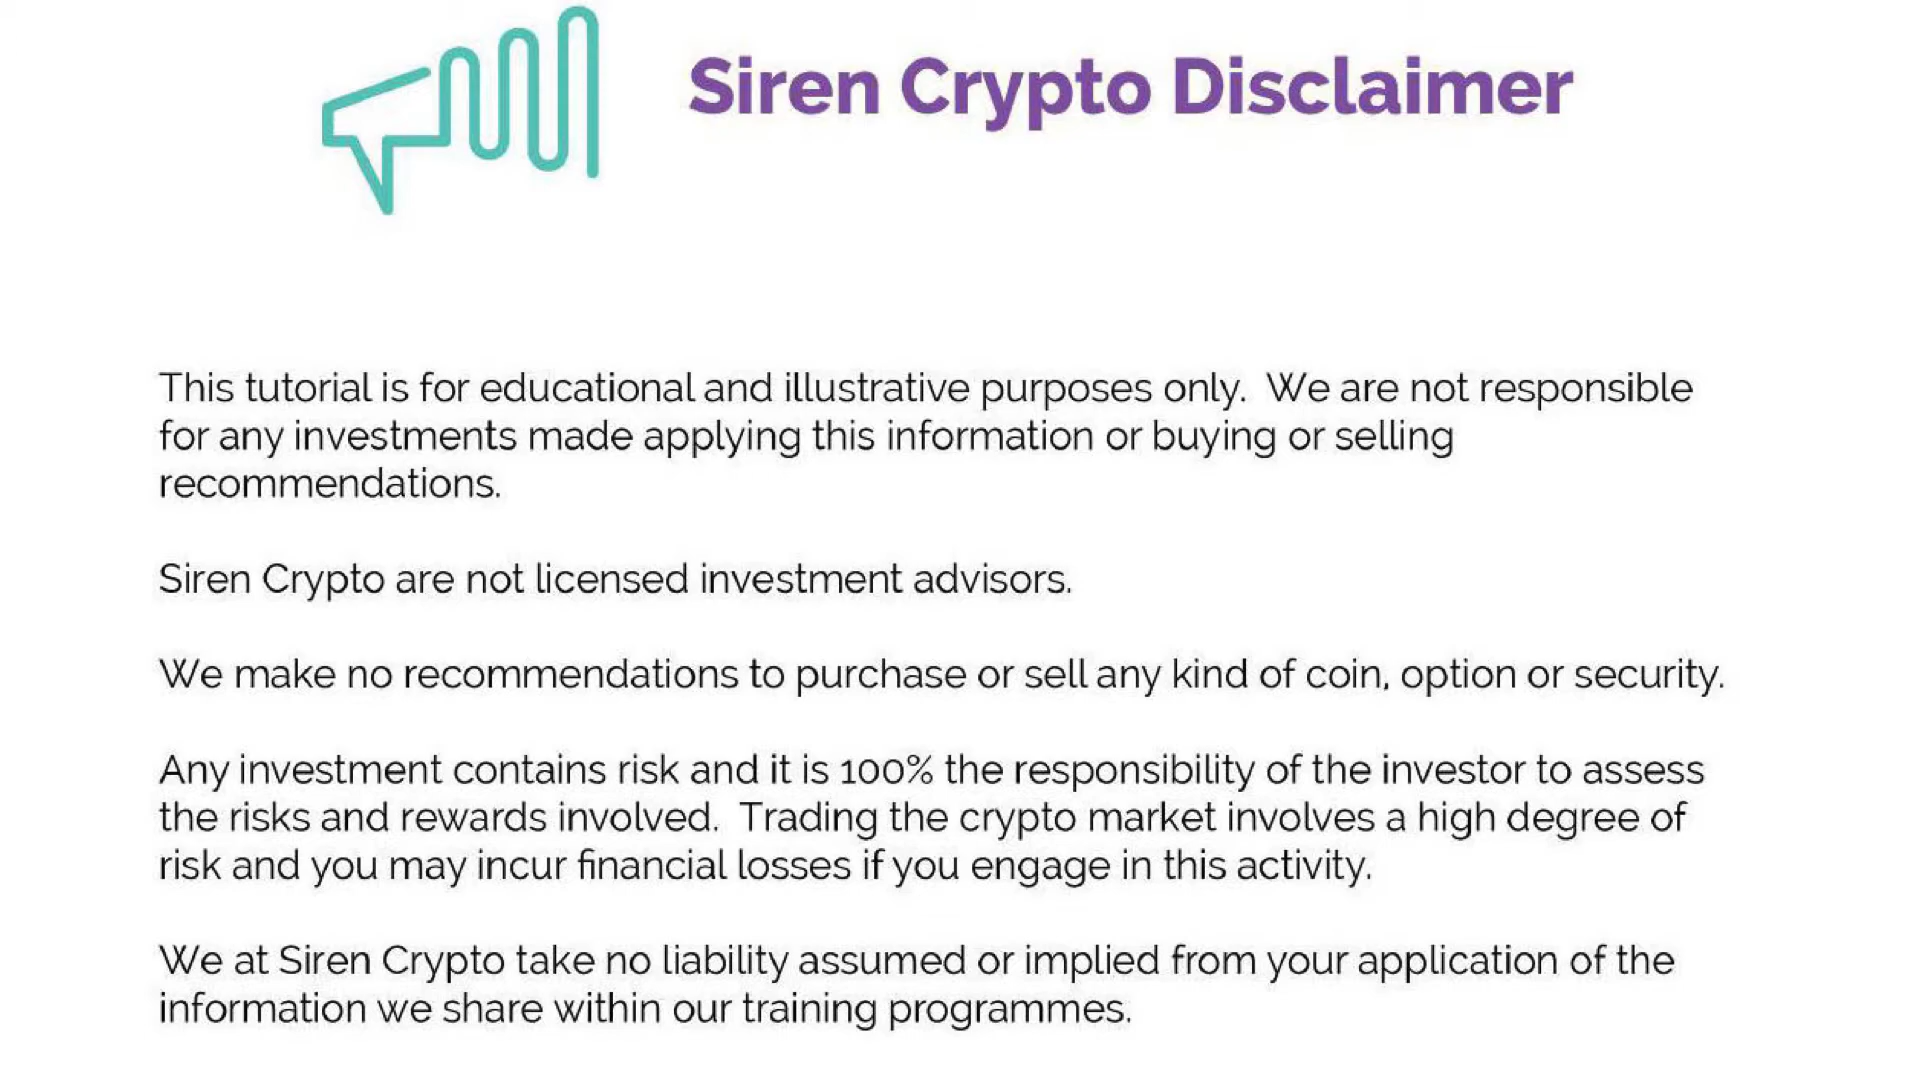 Siren Crypto Disclaimer
This tutorial is for educational and illustrative purposes only. We are not responsible
for any investments made applying this information or buying or selling
recommendations.
Siren Crypto are not licensed investment advisors.
We make no recommendations to purchase or sell any kind of coin, option or security.
Any investment contains risk and it is 100% the responsibility of the investor to assess
the risks and rewards involved. Trading the crypto market involves a high degree of
risk and you may incur financial losses if you engage in this activity.
We at Siren Crypto take no liability assumed or implied from your application of the
information we share within our training programmes.